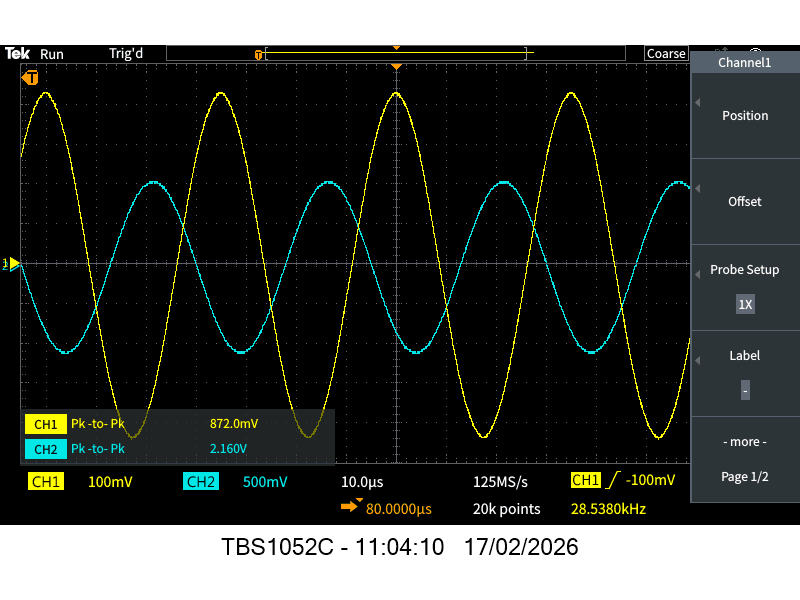 Tek Run Trig'd Coarse
T
T
Channel1
Position
Offset
Probe Setup
1X
Label
-
- more -
Page 1/2
1
2
CH1 Pk-to-Pk 872.0mV
CH2 Pk-to-Pk 2.160V
CH1 100mV CH2 500mV 10.0µs 125MS/s CH1 -100mV
80.0000µs 20k points 28.5380kHz
TBS1052C - 11:04:10 17/02/2026